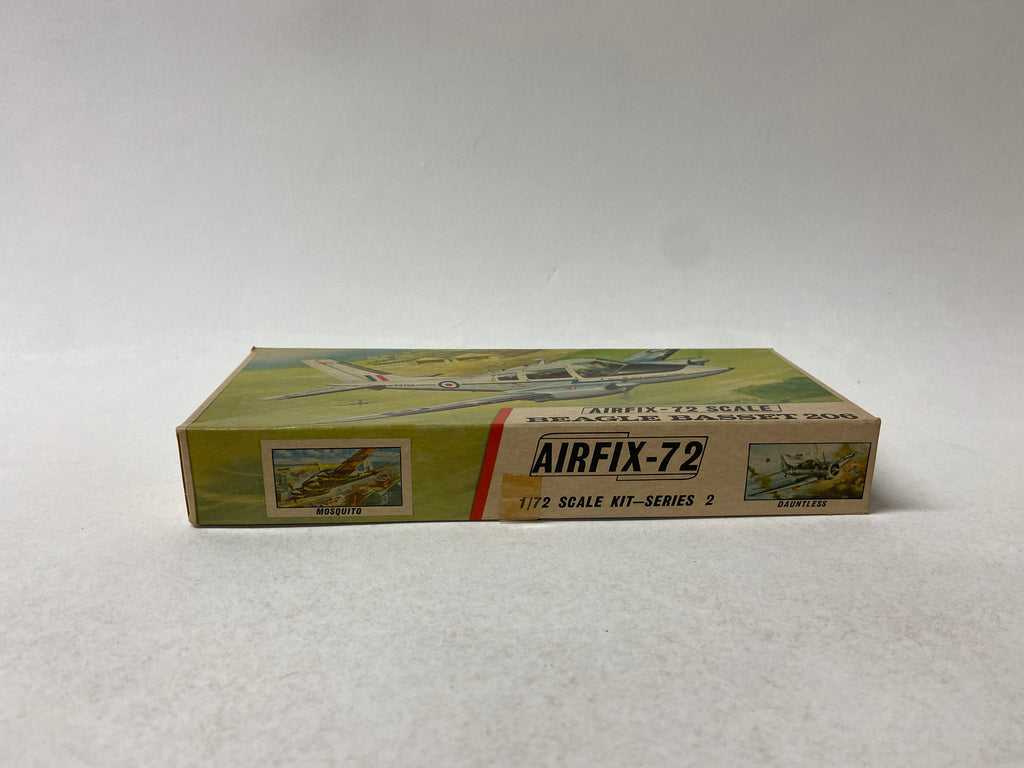 AIRFIX-72 SCALE
BEAGLE BASSET 206
AIRFIX-72
1/72 SCALE KIT—SERIES 2
MOSQUITO
DAUNTLESS